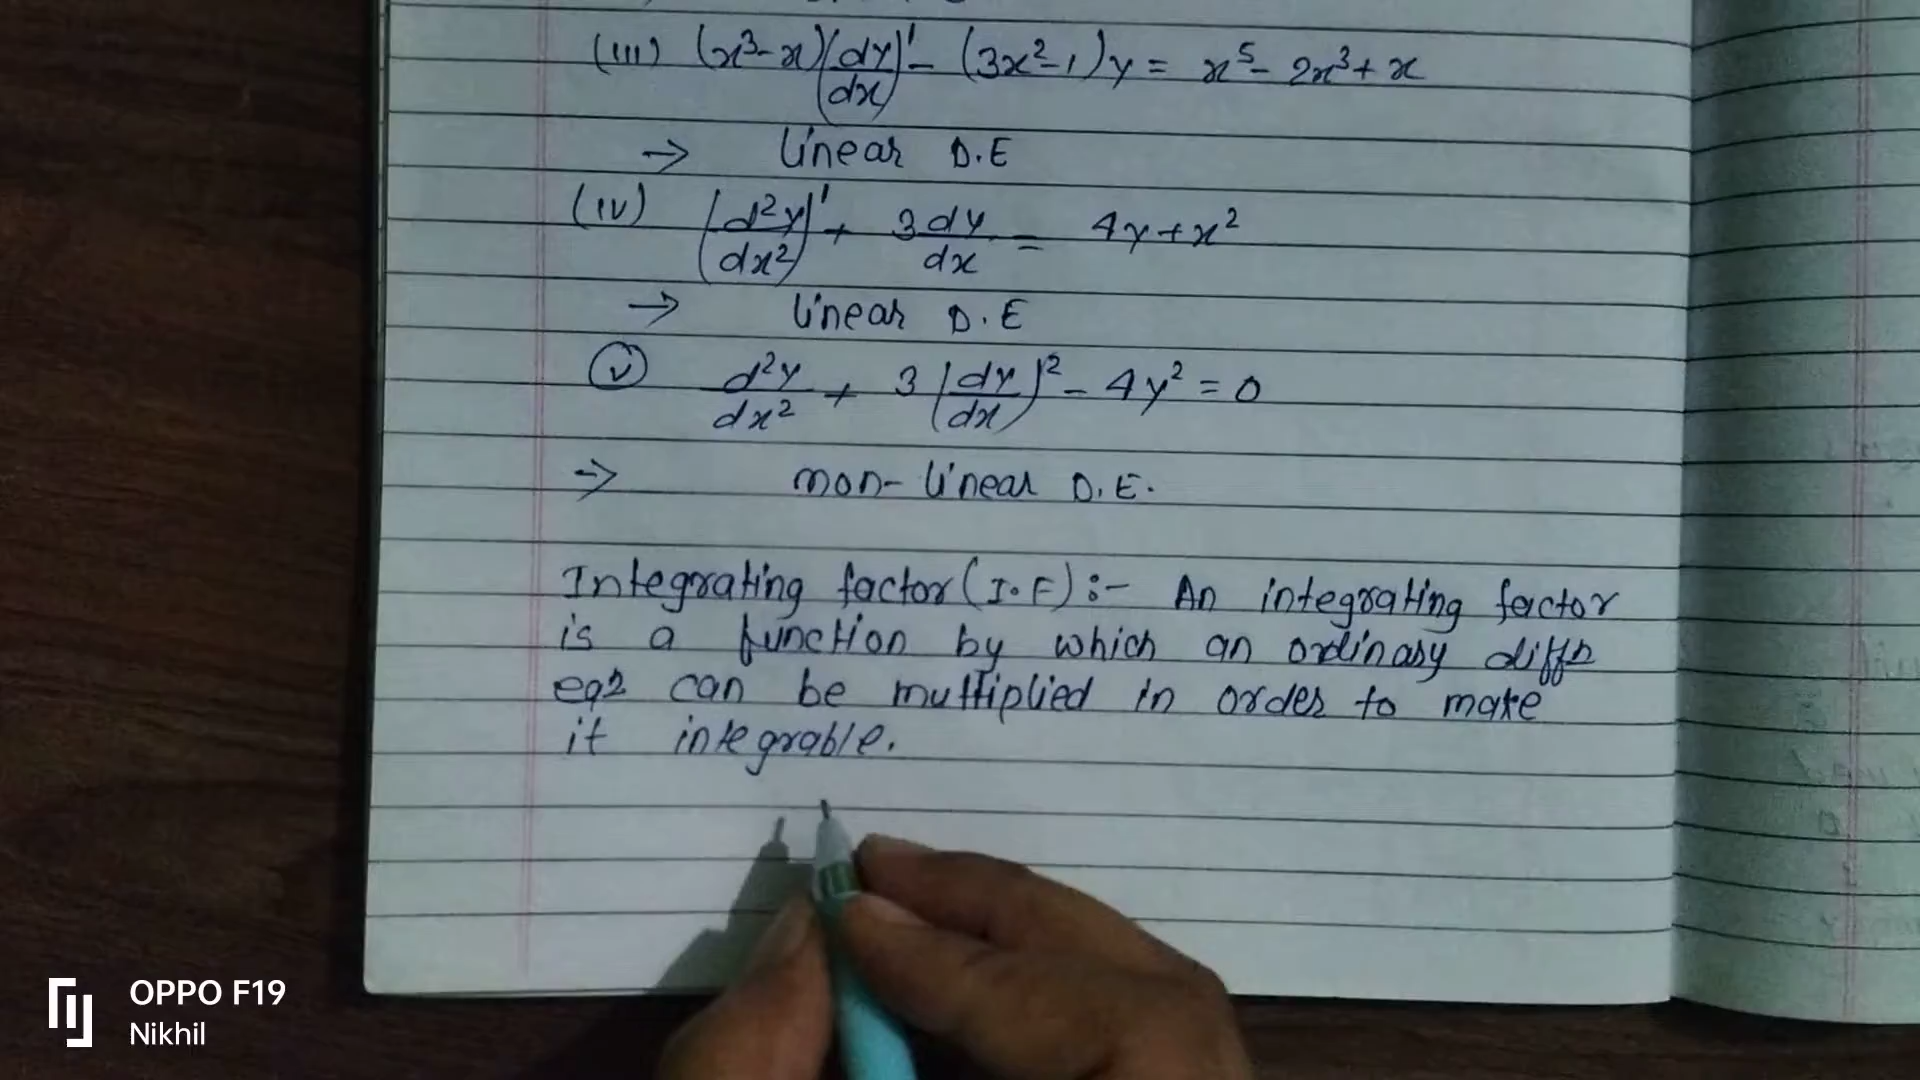 (iii) (x³-x)(dy/dx)¹ - (3x²-1)y = x⁵- 2x³+ x
→ linear D.E
(iv) (d²y/dx²)¹ + 3dy/dx = 4y+x²
→ linear D.E
(v) d²y/dx² + 3(dy/dx)² - 4y² = 0
→ non-linear D.E.
Integrating factor (I.F) :- An integrating factor
is a function by which an ordinary diffn
eqn can be multiplied in order to make
it integrable.
OPPO F19
Nikhil